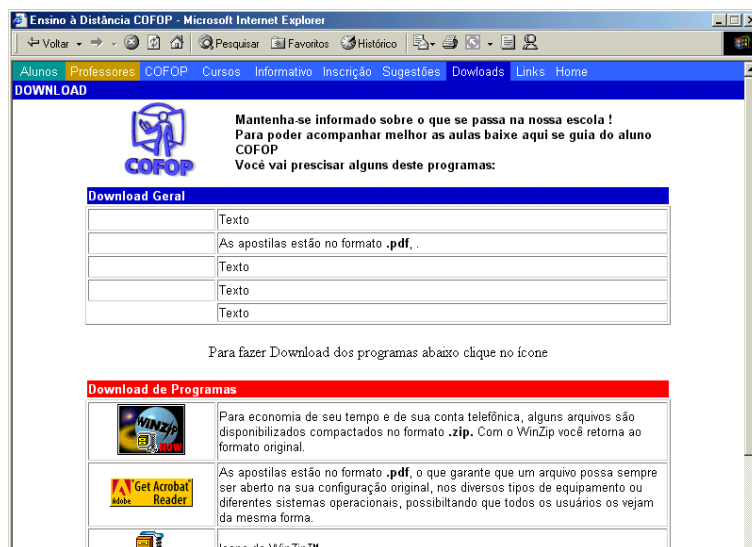 Ensino à Distância COFOP - Microsoft Internet Explorer
Voltar Pesquisar Favoritos Histórico
Alunos Professores COFOP Cursos Informativo Inscrição Sugestões Dowloads Links Home
DOWNLOAD
COFOP
Mantenha-se informado sobre o que se passa na nossa escola !
Para poder acompanhar melhor as aulas baixe aqui se guia do aluno
COFOP
Você vai prescisar alguns deste programas:
Download Geral
Texto
As apostilas estão no formato .pdf, .
Texto
Texto
Texto
Para fazer Download dos programas abaixo clique no ícone
Download de Programas
WINZIP
NOW
Para economia de seu tempo e de sua conta telefônica, alguns arquivos são
disponibilizados compactados no formato .zip. Com o WinZip você retorna ao
formato original.
Get Acrobat
Adobe Reader
As apostilas estão no formato .pdf, o que garante que um arquivo possa sempre
ser aberto na sua configuração original, nos diversos tipos de equipamento ou
diferentes sistemas operacionais, possibiltando que todos os usuários os vejam
da mesma forma.